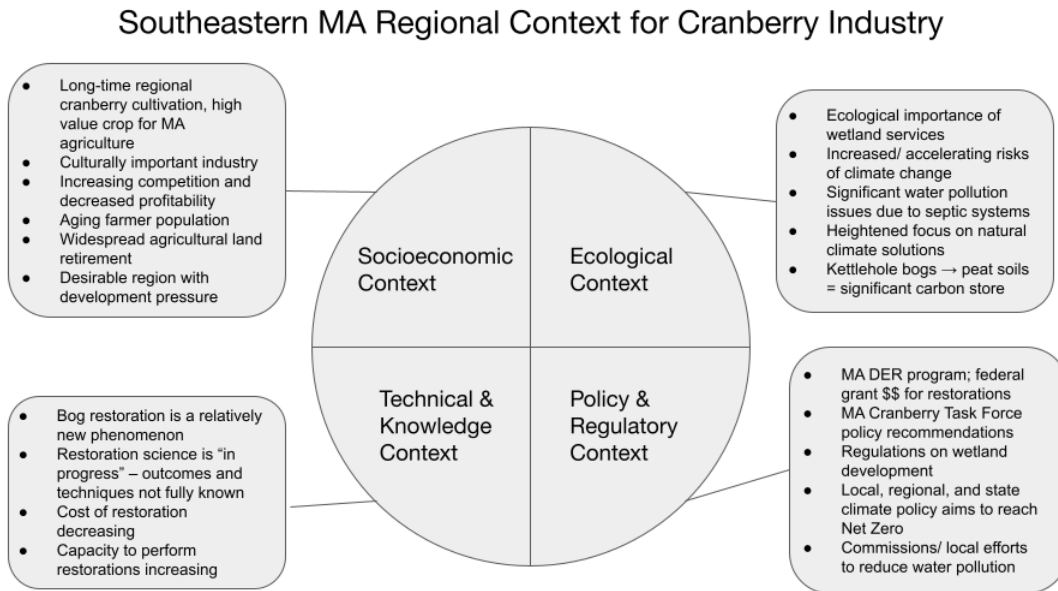 Southeastern MA Regional Context for Cranberry Industry
● Long-time regional
cranberry cultivation, high
value crop for MA
agriculture
● Culturally important industry
● Increasing competition and
decreased profitability
● Aging farmer population
● Widespread agricultural land
retirement
● Desirable region with
development pressure
● Ecological importance of
wetland services
● Increased/ accelerating risks
of climate change
● Significant water pollution
issues due to septic systems
● Heightened focus on natural
climate solutions
● Kettlehole bogs → peat soils
= significant carbon store
Socioeconomic
Context
Ecological
Context
Technical &
Knowledge
Context
Policy &
Regulatory
Context
● Bog restoration is a relatively
new phenomenon
● Restoration science is “in
progress” – outcomes and
techniques not fully known
● Cost of restoration
decreasing
● Capacity to perform
restorations increasing
● MA DER program; federal
grant $$ for restorations
● MA Cranberry Task Force
policy recommendations
● Regulations on wetland
development
● Local, regional, and state
climate policy aims to reach
Net Zero
● Commissions/ local efforts
to reduce water pollution